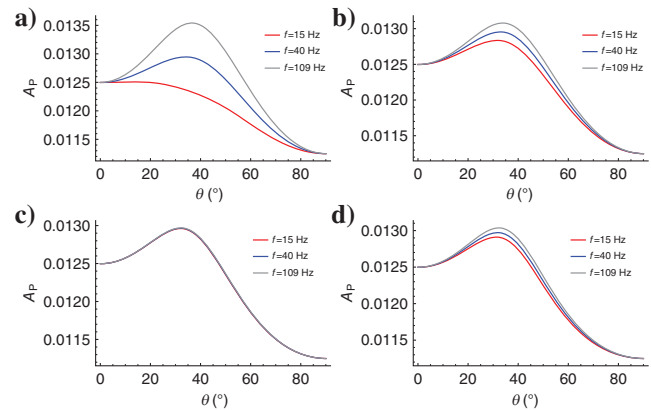 a)
0.0135
0.0130
0.0125
0.0120
0.0115
A_P
f=15 Hz
f=40 Hz
f=109 Hz
0 20 40 60 80
θ (°)
b)
0.0130
0.0125
0.0120
0.0115
A_P
f=15 Hz
f=40 Hz
f=109 Hz
0 20 40 60 80
θ (°)
c)
0.0130
0.0125
0.0120
0.0115
A_P
f=15 Hz
f=40 Hz
f=109 Hz
0 20 40 60 80
θ (°)
d)
0.0130
0.0125
0.0120
0.0115
A_P
f=15 Hz
f=40 Hz
f=109 Hz
0 20 40 60 80
θ (°)